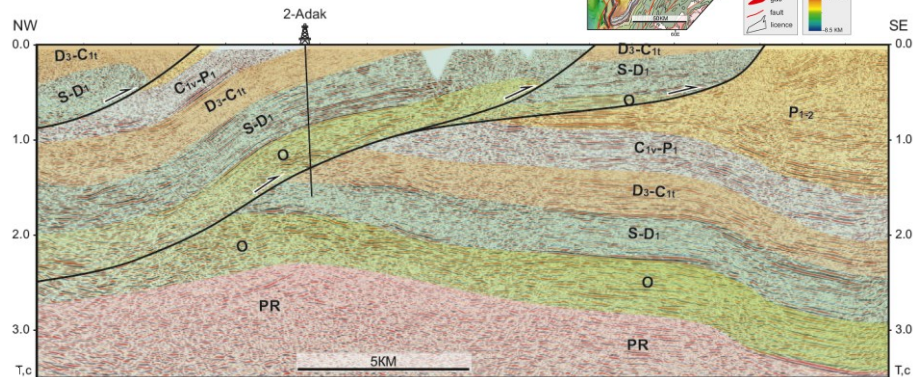 50KM
60E
gas
fault
licence
-8.5 KM
2-Adak
NW
SE
0.0
0.0
D3-C1t
D3-C1t
S-D1
S-D1
C1v-P1
D3-C1t
S-D1
O
P1-2
1.0
1.0
C1v-P1
O
D3-C1t
2.0
S-D1
2.0
O
O
PR
3.0
PR
3.0
5KM
T,c
T,c